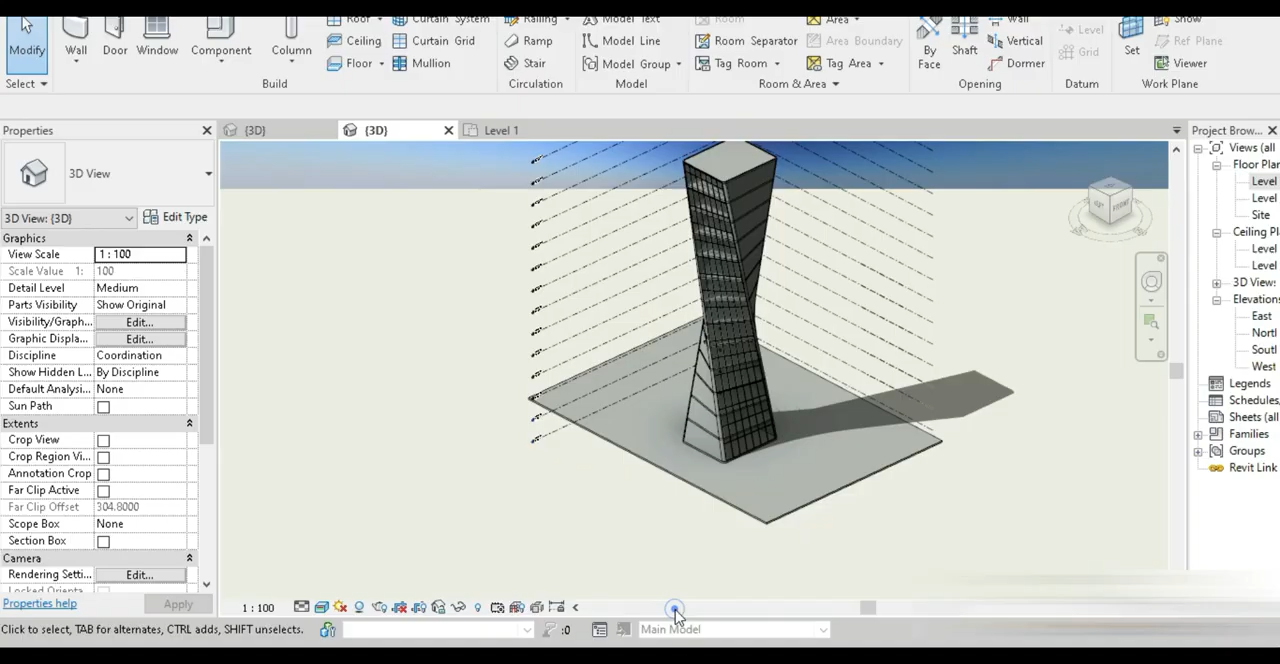 Roof Curtain System Railing Model Text Room Area Wall Show
Modify Wall Door Window Component Column Ceiling Curtain Grid Ramp Model Line Room Separator Area Boundary By Face Shaft Vertical Level Grid Set Ref Plane
Floor Mullion Stair Model Group Tag Room Tag Area Dormer Viewer
Select Build Circulation Model Room & Area Opening Datum Work Plane
Properties {3D} {3D} Level 1 Project Brow...
3D View
3D View: {3D} Edit Type
Graphics
View Scale 1 : 100
Scale Value 1: 100
Detail Level Medium
Parts Visibility Show Original
Visibility/Graph... Edit...
Graphic Displa... Edit...
Discipline Coordination
Show Hidden L... By Discipline
Default Analysi... None
Sun Path
Extents
Crop View
Crop Region Vi...
Annotation Crop
Far Clip Active
Far Clip Offset 304.8000
Scope Box None
Section Box
Camera
Rendering Setti... Edit...
Properties help Apply
FRONT
Views (all
Floor Plan
Level
Level
Site
Ceiling Pl
Level
Level
3D View:
Elevations
East
North
South
West
Legends
Schedules,
Sheets (all
Families
Groups
Revit Link
1 : 100
Click to select, TAB for alternates, CTRL adds, SHIFT unselects. :0 Main Model